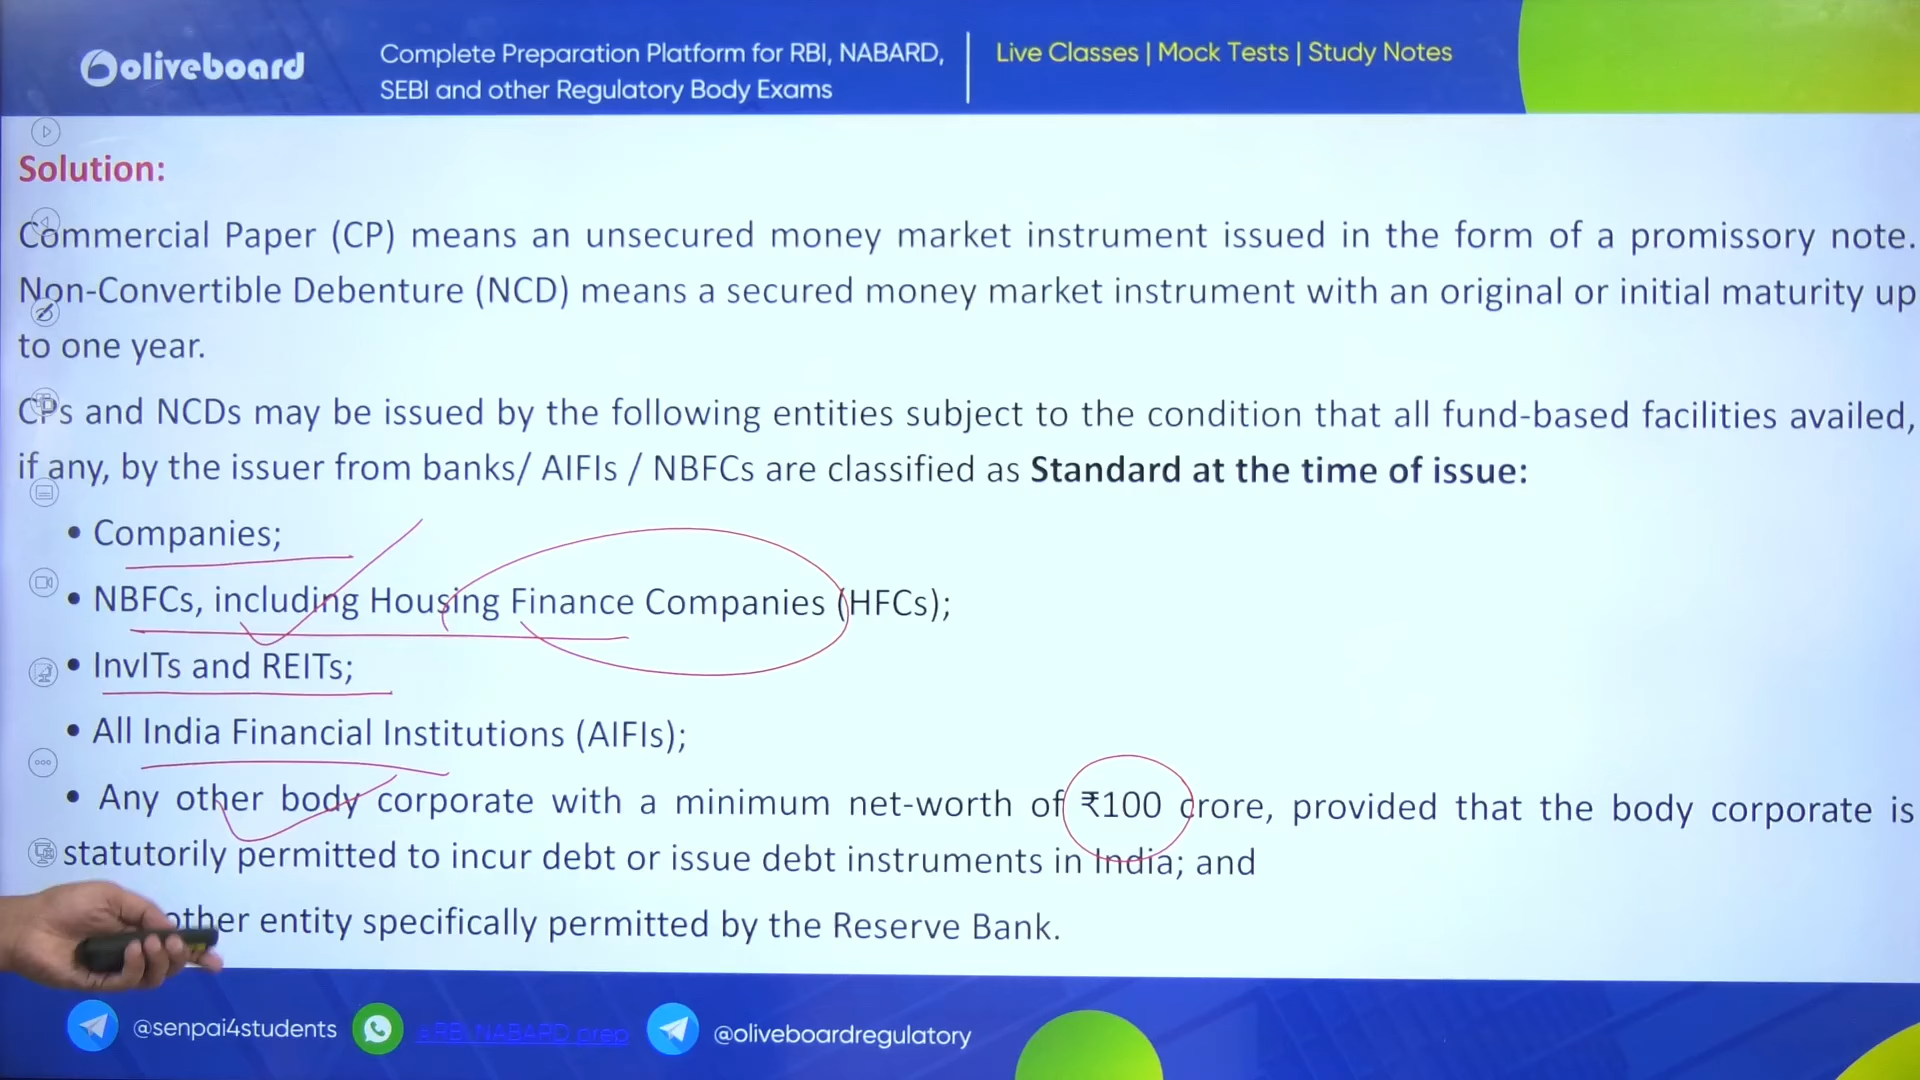 oliveboard
Complete Preparation Platform for RBI, NABARD,
SEBI and other Regulatory Body Exams
Live Classes | Mock Tests | Study Notes
Solution:
Commercial Paper (CP) means an unsecured money market instrument issued in the form of a promissory note.
Non-Convertible Debenture (NCD) means a secured money market instrument with an original or initial maturity up
to one year.
CPs and NCDs may be issued by the following entities subject to the condition that all fund-based facilities availed,
if any, by the issuer from banks/ AIFIs / NBFCs are classified as Standard at the time of issue:
• Companies;
• NBFCs, including Housing Finance Companies (HFCs);
• InvITs and REITs;
• All India Financial Institutions (AIFIs);
• Any other body corporate with a minimum net-worth of ₹100 crore, provided that the body corporate is
statutorily permitted to incur debt or issue debt instruments in India; and
other entity specifically permitted by the Reserve Bank.
@senpai4students
RBI NABARD prep
@oliveboardregulatory